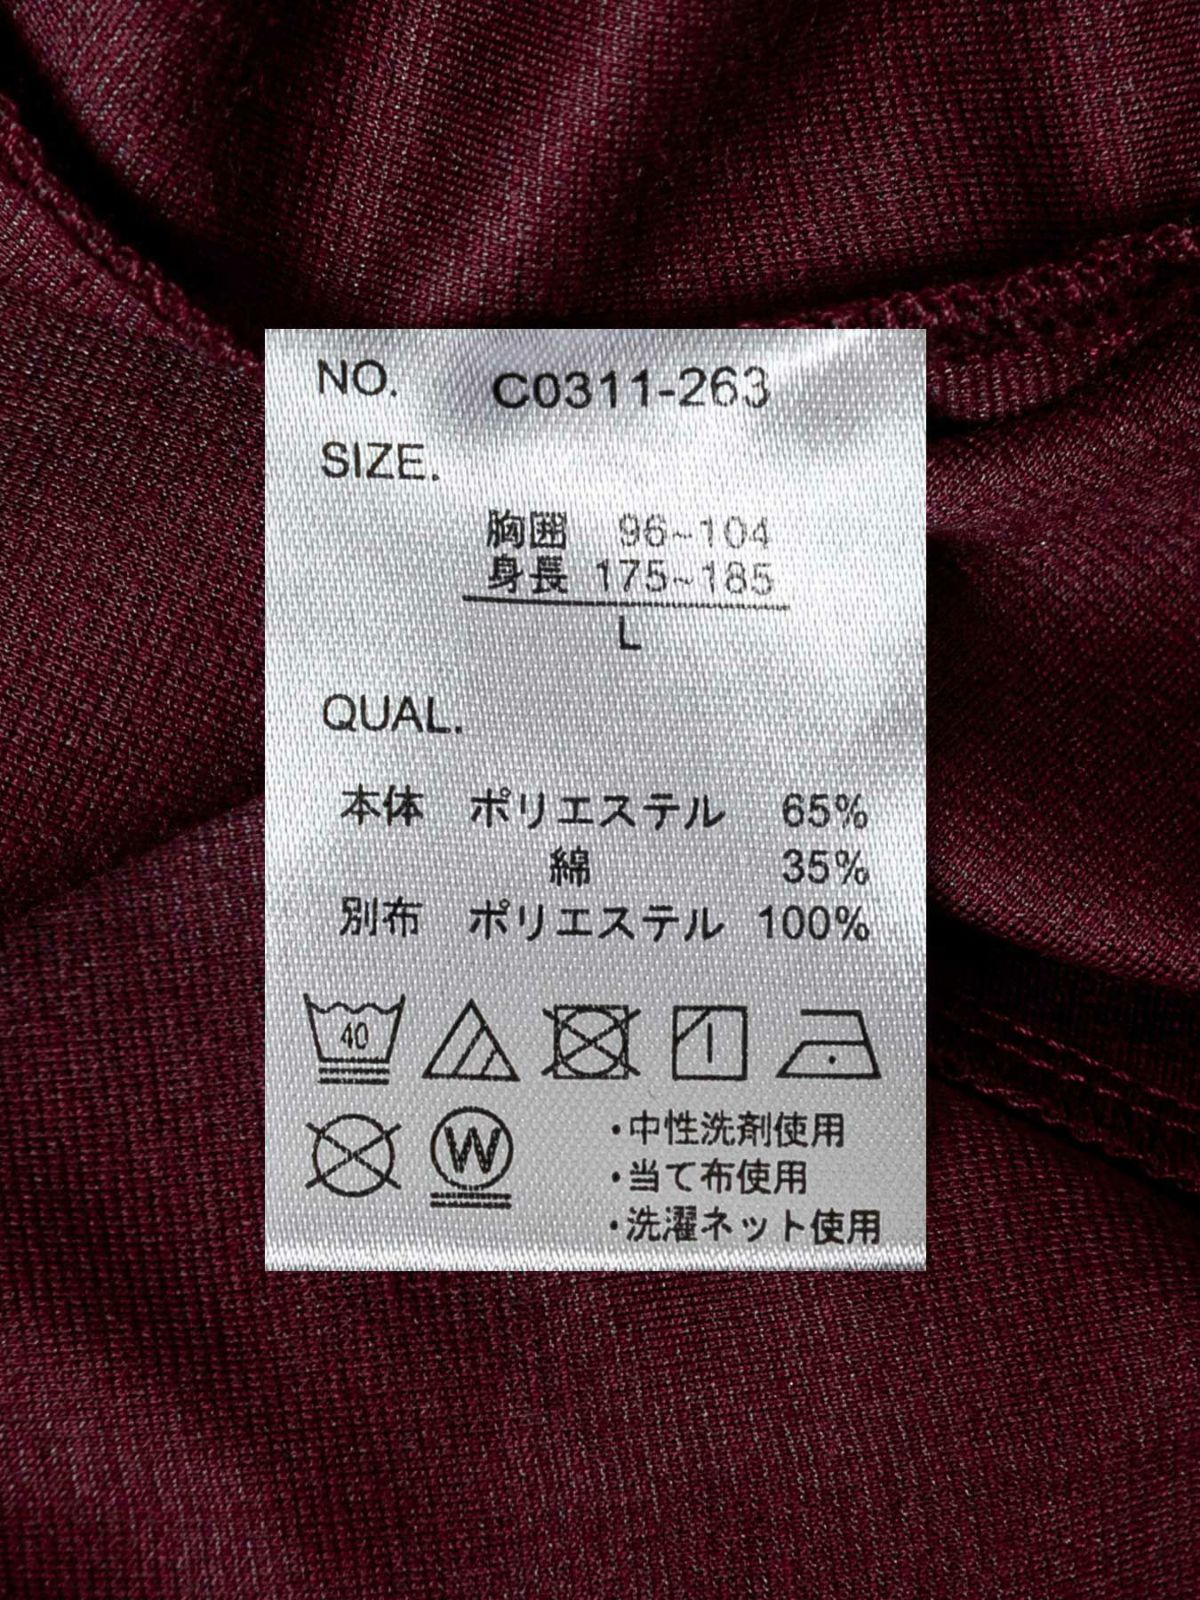 NO. C0311-263
SIZE.
胸囲 96~104
身長 175~185
L
QUAL.
本体 ポリエステル 65%
綿 35%
別布 ポリエステル 100%
40
W
・中性洗剤使用
・当て布使用
・洗濯ネット使用